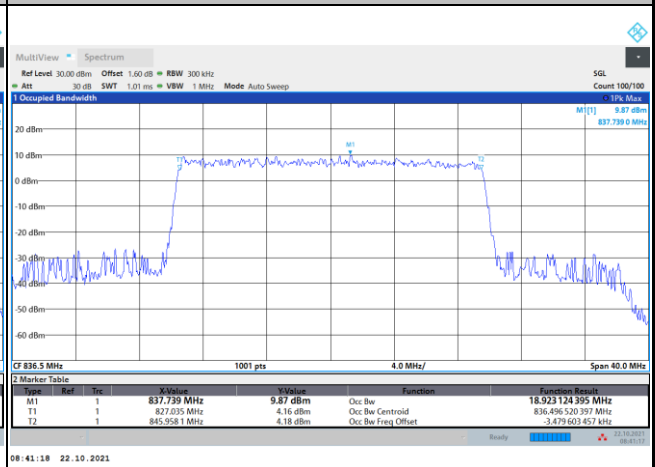 MultiView Spectrum
Ref Level 30.00 dBm Offset 1.60 dB RBW 300 kHz SGL
Att 30 dB SWT 1.01 ms VBW 1 MHz Mode Auto Sweep Count 100/100
1 Occupied Bandwidth 1Pk Max
M1[1] 9.87 dBm
837.739 0 MHz
20 dBm
M1
10 dBm
T1 T2
0 dBm
-10 dBm
-20 dBm
-30 dBm
-40 dBm
-50 dBm
-60 dBm
CF 836.5 MHz 1001 pts 4.0 MHz/ Span 40.0 MHz
2 Marker Table
Type Ref Trc X-Value Y-Value Function Function Result
M1 1 837.739 MHz 9.87 dBm Occ Bw 18.923 124 395 MHz
T1 1 827.035 MHz 4.16 dBm Occ Bw Centroid 836.496 520 397 MHz
T2 1 845.958 1 MHz 4.18 dBm Occ Bw Freq Offset -3.479 603 457 kHz
Ready 22.10.2021
08:41:17
08:41:18 22.10.2021